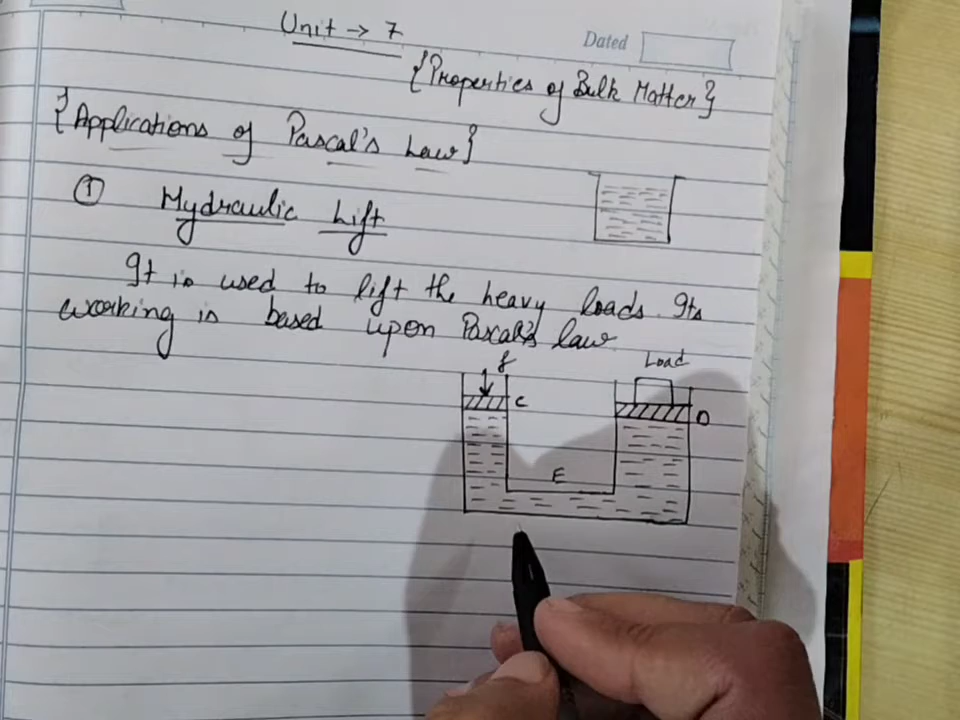 Unit → 7
Dated
{Properties of Bulk Matter}
{Applications of Pascal's Law}
① Hydraulic Lift
It is used to lift the heavy loads. Its
working is based upon Pascal's law
f
Load
C
D
E